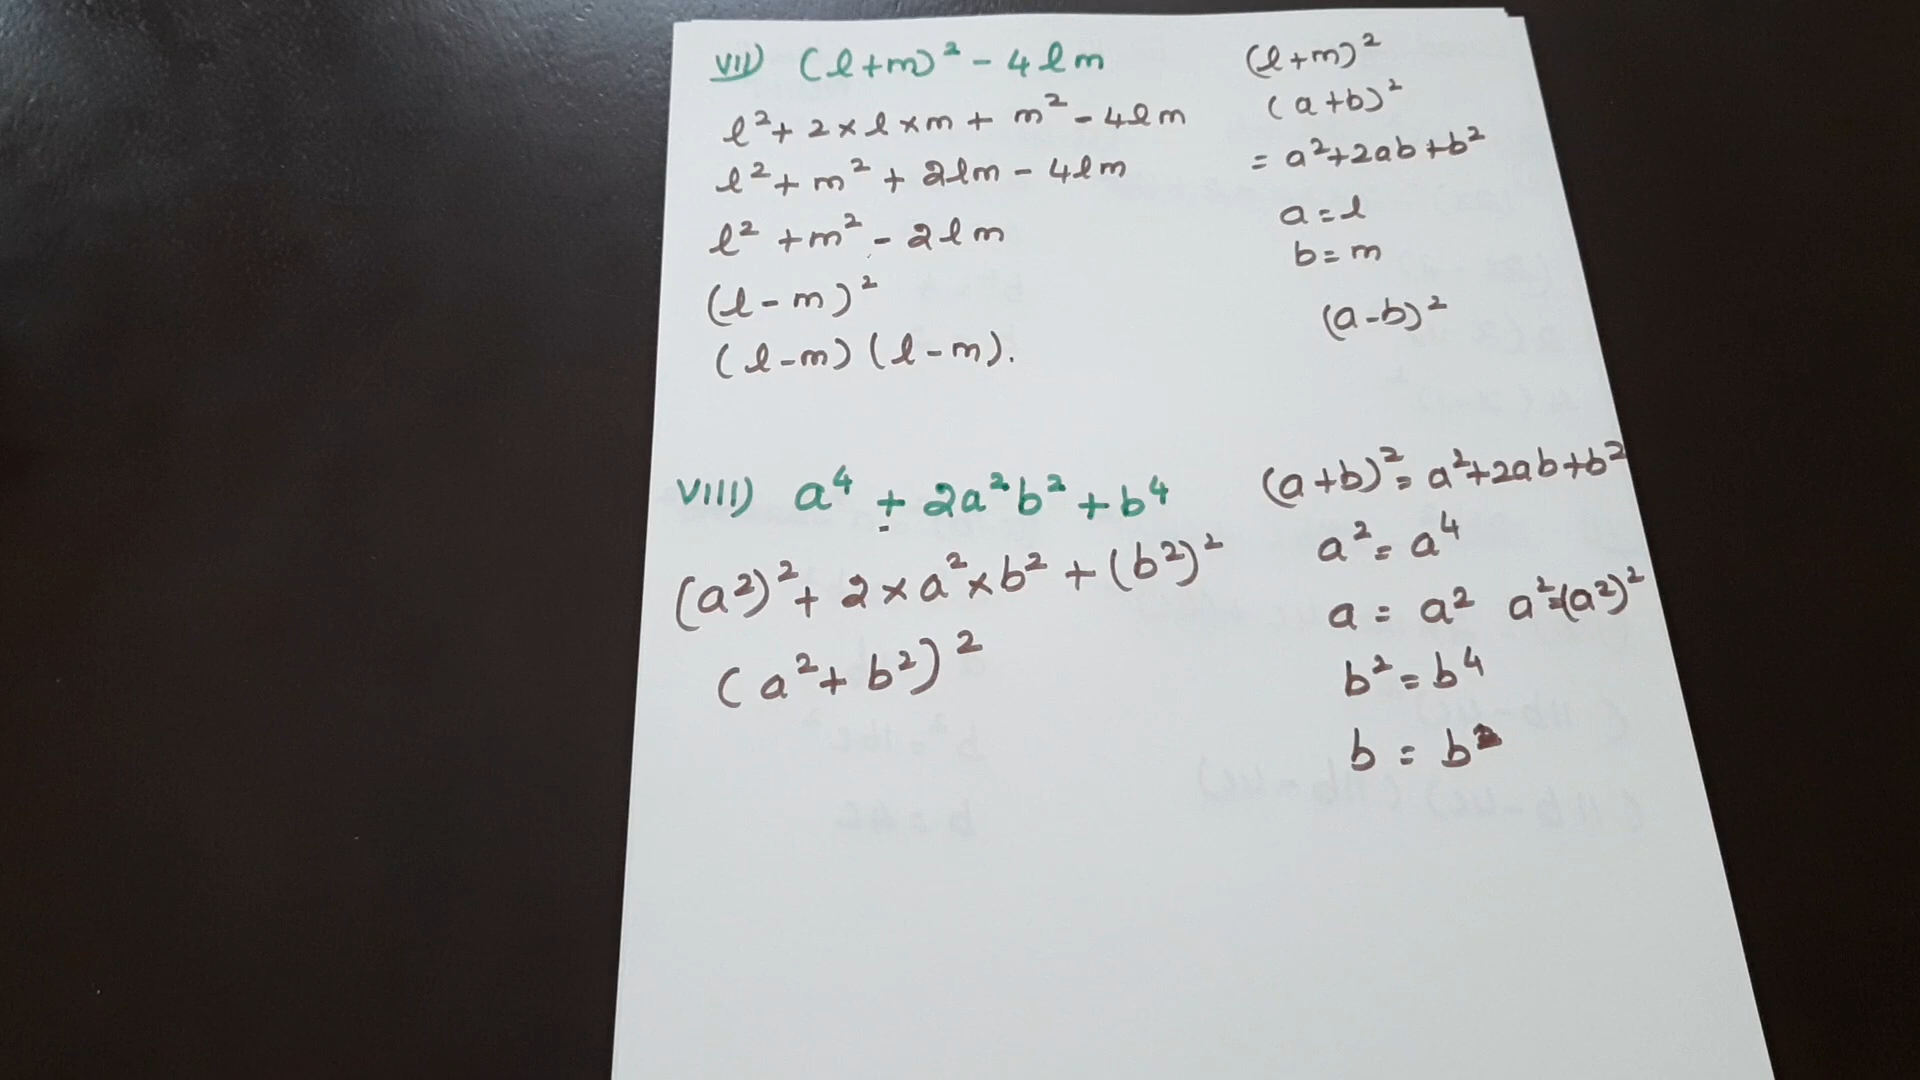 VII) (l+m)² - 4lm
l² + 2×l×m + m² - 4lm
l² + m² + 2lm - 4lm
l² + m² - 2lm
(l-m)²
(l-m) (l-m).
(l+m)²
(a+b)²
= a²+2ab+b²
a = l
b = m
(a-b)²
VIII) a⁴ + 2a²b² + b⁴
(a²)² + 2×a²×b² + (b²)²
(a² + b²)²
(a+b)² = a²+2ab+b²
a² = a⁴
a = a² a²=(a²)²
b² = b⁴
b = b²